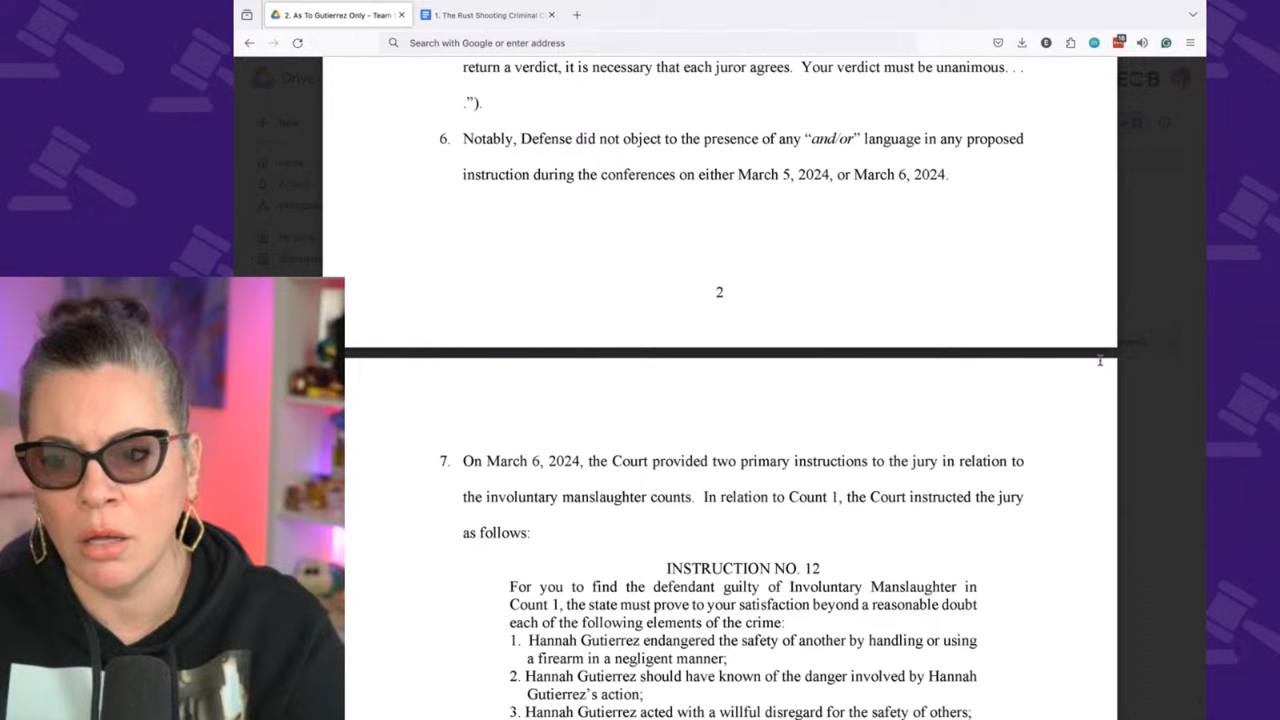 2. As To Gutierrez Only - Team
1. The Rust Shooting Criminal C
Search with Google or enter address
E
18
Drive
New
return a verdict, it is necessary that each juror agrees. Your verdict must be unanimous. . .
.”).
6. Notably, Defense did not object to the presence of any “and/or” language in any proposed
instruction during the conferences on either March 5, 2024, or March 6, 2024.
2
7. On March 6, 2024, the Court provided two primary instructions to the jury in relation to
the involuntary manslaughter counts. In relation to Count 1, the Court instructed the jury
as follows:
INSTRUCTION NO. 12
For you to find the defendant guilty of Involuntary Manslaughter in
Count 1, the state must prove to your satisfaction beyond a reasonable doubt
each of the following elements of the crime:
1. Hannah Gutierrez endangered the safety of another by handling or using
a firearm in a negligent manner;
2. Hannah Gutierrez should have known of the danger involved by Hannah
Gutierrez’s action;
3. Hannah Gutierrez acted with a willful disregard for the safety of others;